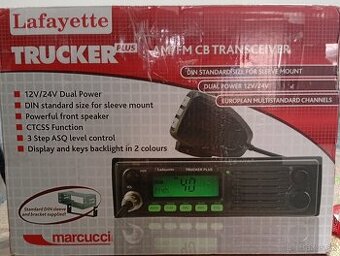 Lafayette
TRUCKER PLUS AM/FM CB TRANSCEIVER
DIN STANDARD SIZE FOR SLEEVE MOUNT
DUAL POWER 12V/24V
EUROPEAN MULTISTANDARD CHANNELS
12V/24V Dual Power
DIN standard size for sleeve mount
Powerful front speaker
CTCSS Function
3 Step ASQ level control
Display and keys backlight in 2 colours
Lafayette TRUCKER PLUS
40
Standard DIN sleeve
and bracket supplied!
marcucci